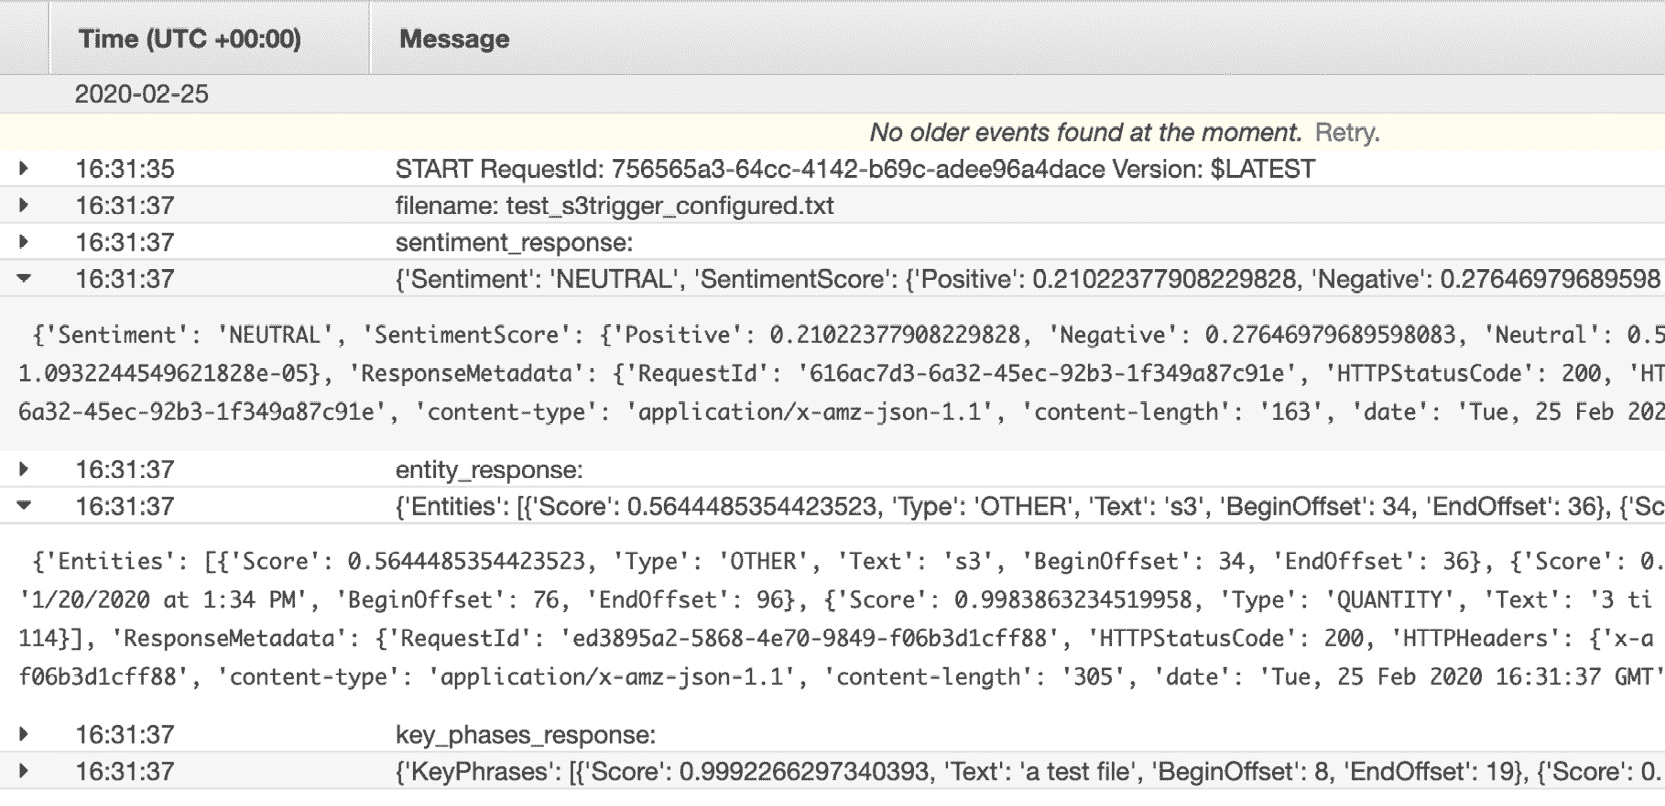 Time (UTC +00:00) Message
2020-02-25
No older events found at the moment. Retry.
16:31:35 START RequestId: 756565a3-64cc-4142-b69c-adee96a4dace Version: $LATEST
16:31:37 filename: test_s3trigger_configured.txt
16:31:37 sentiment_response:
16:31:37 {'Sentiment': 'NEUTRAL', 'SentimentScore': {'Positive': 0.21022377908229828, 'Negative': 0.27646979689598
{'Sentiment': 'NEUTRAL', 'SentimentScore': {'Positive': 0.21022377908229828, 'Negative': 0.27646979689598083, 'Neutral': 0.5
1.0932244549621828e-05}, 'ResponseMetadata': {'RequestId': '616ac7d3-6a32-45ec-92b3-1f349a87c91e', 'HTTPStatusCode': 200, 'HT
6a32-45ec-92b3-1f349a87c91e', 'content-type': 'application/x-amz-json-1.1', 'content-length': '163', 'date': 'Tue, 25 Feb 202
16:31:37 entity_response:
16:31:37 {'Entities': [{'Score': 0.5644485354423523, 'Type': 'OTHER', 'Text': 's3', 'BeginOffset': 34, 'EndOffset': 36}, {'Sc
{'Entities': [{'Score': 0.5644485354423523, 'Type': 'OTHER', 'Text': 's3', 'BeginOffset': 34, 'EndOffset': 36}, {'Score': 0.
'1/20/2020 at 1:34 PM', 'BeginOffset': 76, 'EndOffset': 96}, {'Score': 0.9983863234519958, 'Type': 'QUANTITY', 'Text': '3 ti
114}], 'ResponseMetadata': {'RequestId': 'ed3895a2-5868-4e70-9849-f06b3d1cff88', 'HTTPStatusCode': 200, 'HTTPHeaders': {'x-a
f06b3d1cff88', 'content-type': 'application/x-amz-json-1.1', 'content-length': '305', 'date': 'Tue, 25 Feb 2020 16:31:37 GMT'
16:31:37 key_phases_response:
16:31:37 {'KeyPhrases': [{'Score': 0.9992266297340393, 'Text': 'a test file', 'BeginOffset': 8, 'EndOffset': 19}, {'Score': 0.